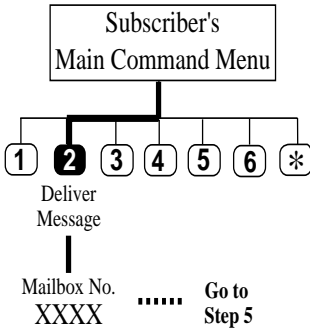 Subscriber's
Main Command Menu
1 2 3 4 5 6 *
Deliver
Message
Mailbox No. Go to
XXXX ...... Step 5